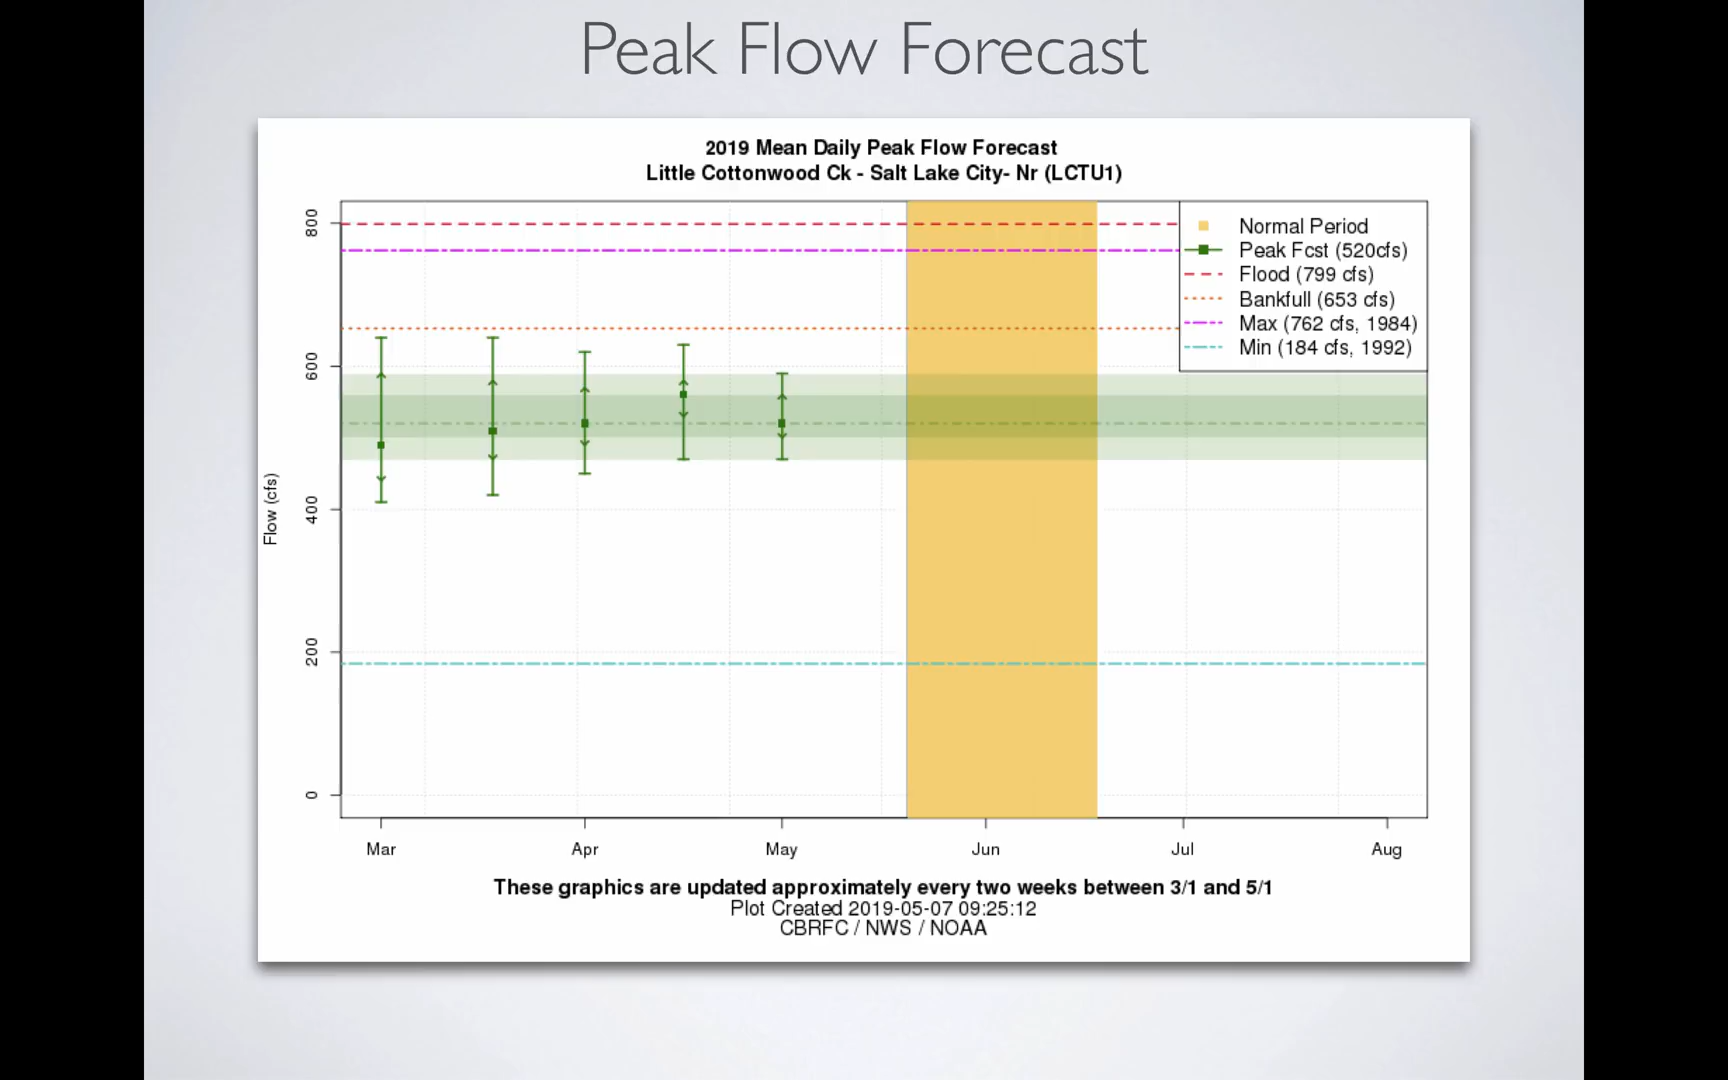 Peak Flow Forecast
2019 Mean Daily Peak Flow Forecast
Little Cottonwood Ck - Salt Lake City- Nr (LCTU1)
Normal Period
Peak Fcst (520cfs)
Flood (799 cfs)
Bankfull (653 cfs)
Max (762 cfs, 1984)
Min (184 cfs, 1992)
800
600
400
200
0
Flow (cfs)
Mar Apr May Jun Jul Aug
These graphics are updated approximately every two weeks between 3/1 and 5/1
Plot Created 2019-05-07 09:25:12
CBRFC / NWS / NOAA